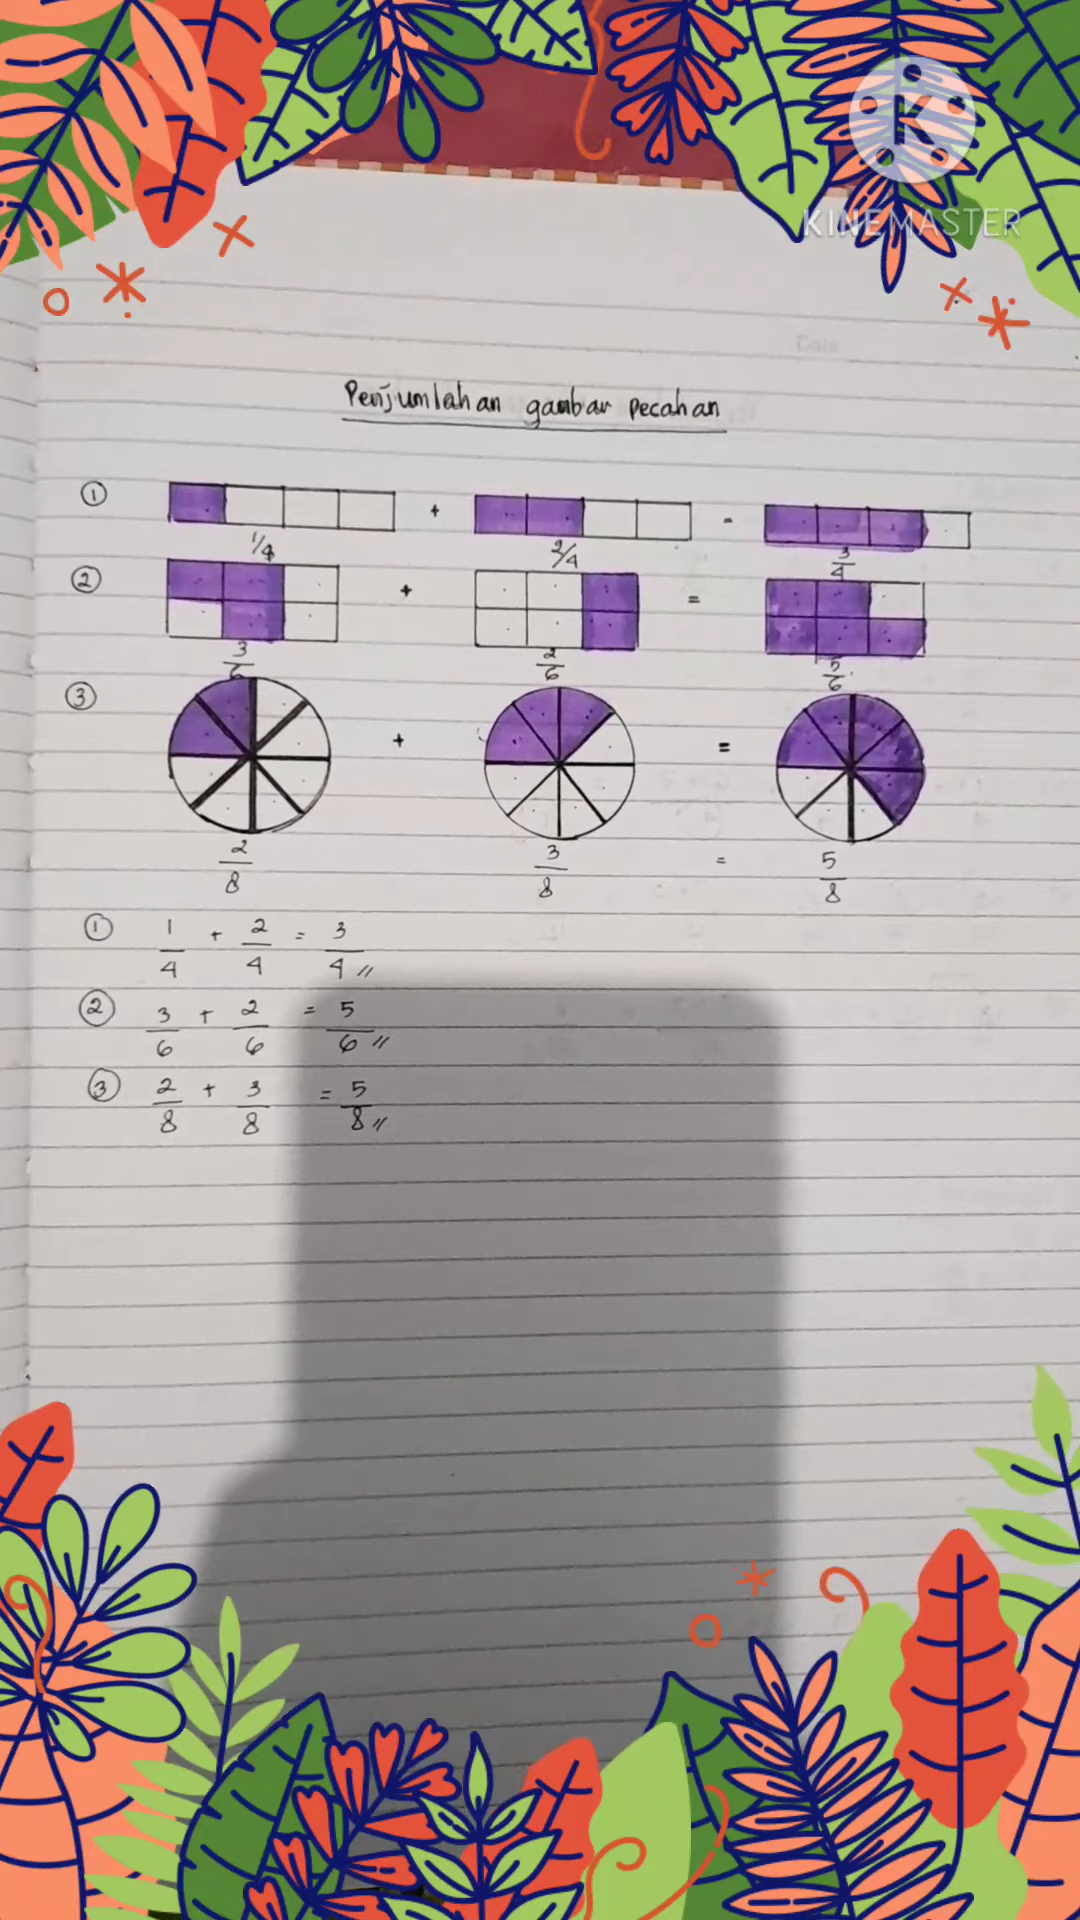 KINEMASTER
Date
Penjumlahan gambar pecahan
① + =
1/4 2/4 3/4
② + =
3/6 2/6 5/6
③ + =
2/8 3/8 = 5/8
① 1/4 + 2/4 = 3/4 //
② 3/6 + 2/6 = 5/6 //
③ 2/8 + 3/8 = 5/8 //